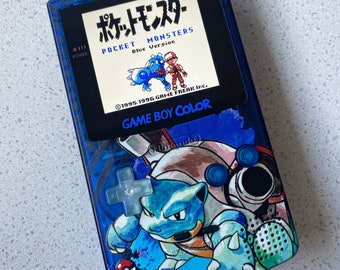 ポケットモンスター
POCKET MONSTERS
Blue Version
©1995,1996 GAME FREAK inc.
GAME BOY COLOR